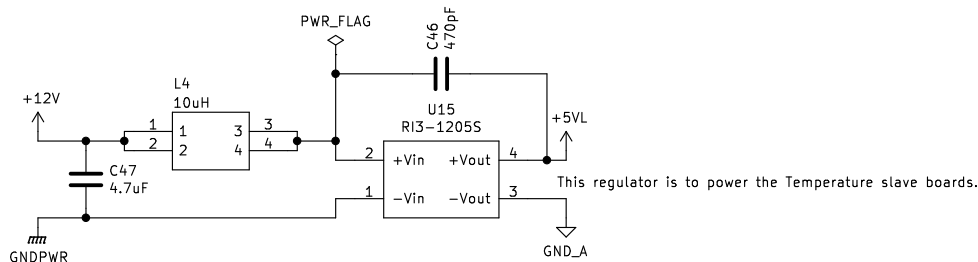 PWR_FLAG
C46
470pF
L4
10uH
+12V
U15
RI3-1205S
+5VL
1 1 3 3
2 2 4 4
2 +Vin +Vout 4
C47
4.7uF
This regulator is to power the Temperature slave boards.
1 -Vin -Vout 3
GNDPWR
GND_A